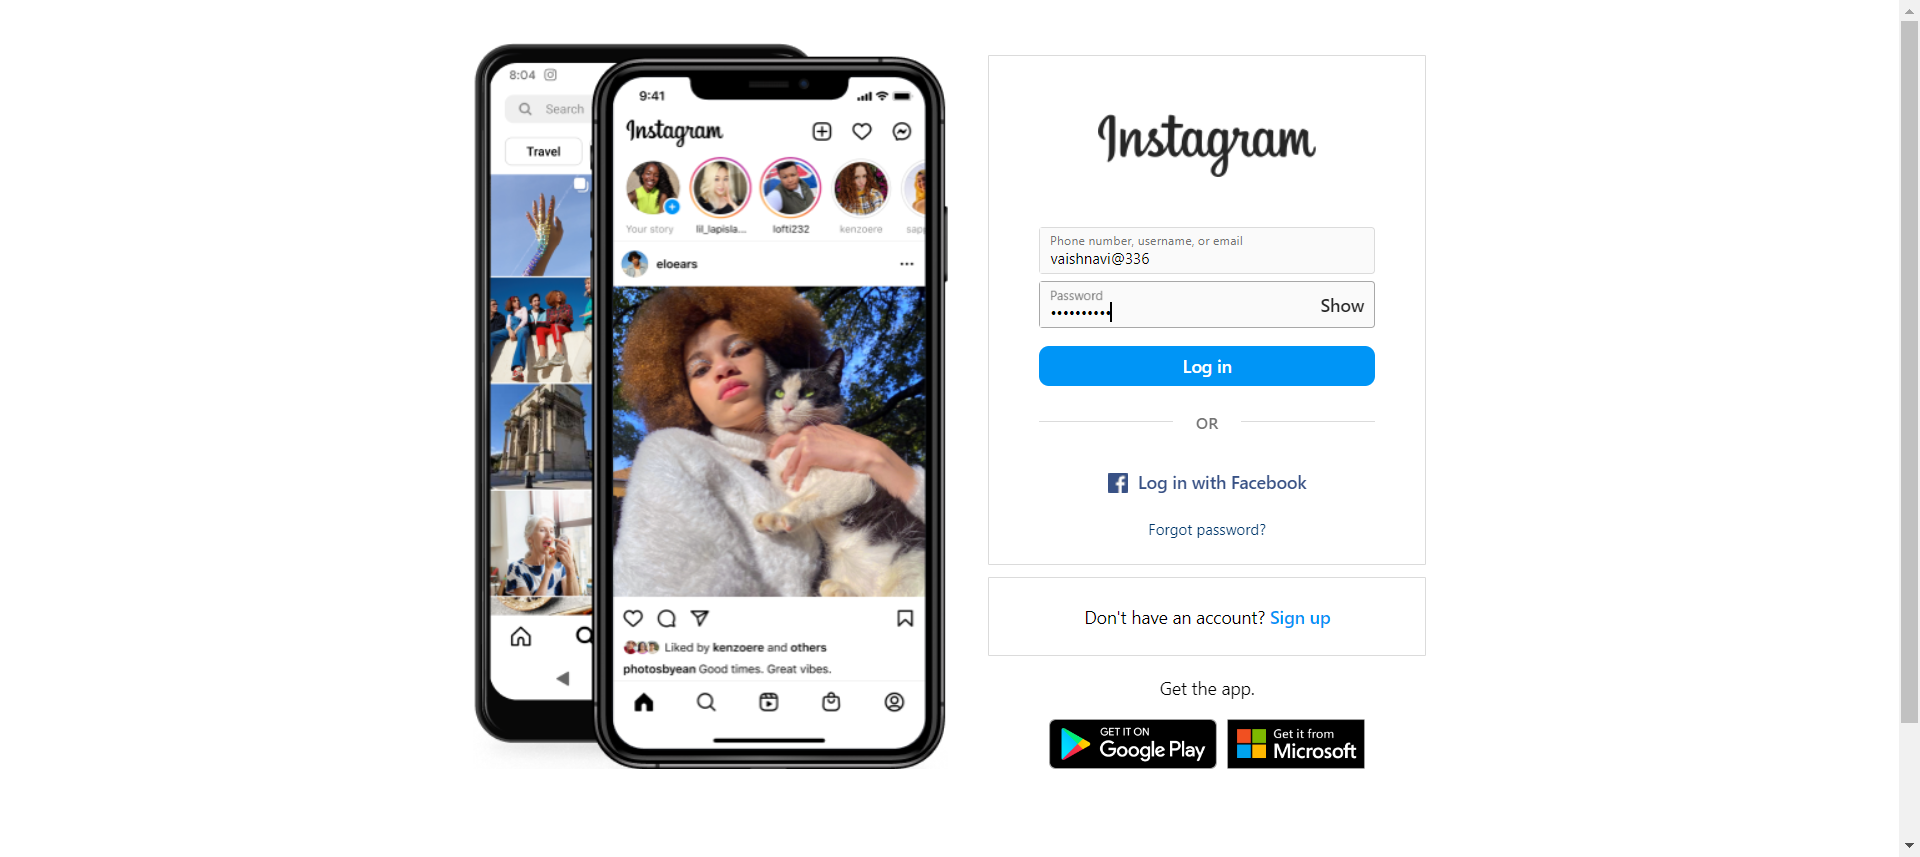 8:04
Search
Travel
9:41
Instagram
Your story
lil_lapisla...
lofti232
kenzoere
sapp
eloears
Liked by kenzoere and others
photosbyean Good times. Great vibes.
Instagram
Phone number, username, or email
vaishnavi@336
Password
••••••••••
Show
Log in
OR
Log in with Facebook
Forgot password?
Don't have an account? Sign up
Get the app.
GET IT ON
Google Play
Get it from
Microsoft